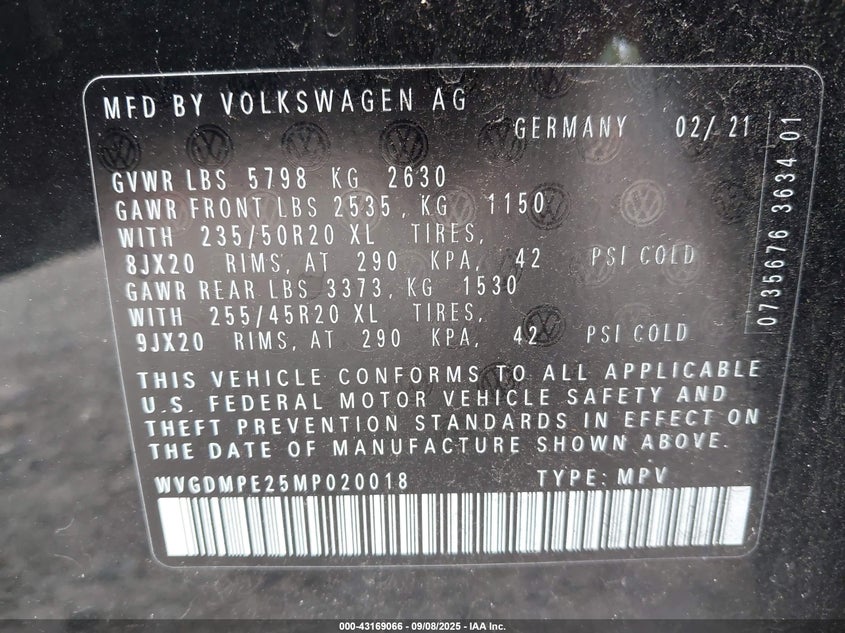 MFD BY VOLKSWAGEN AG
GERMANY 02/ 21
GVWR LBS 5798 KG 2630
GAWR FRONT LBS 2535, KG 1150
WITH 235/50R20 XL TIRES,
8JX20 RIMS, AT 290 KPA, 42 PSI COLD
GAWR REAR LBS 3373, KG 1530
WITH 255/45R20 XL TIRES,
9JX20 RIMS, AT 290 KPA, 42 PSI COLD
THIS VEHICLE CONFORMS TO ALL APPLICABLE
U.S. FEDERAL MOTOR VEHICLE SAFETY AND
THEFT PREVENTION STANDARDS IN EFFECT ON
THE DATE OF MANUFACTURE SHOWN ABOVE.
WVGDMPE25MP020018 TYPE: MPV
0735676 3634 01
000-43169066 - 09/08/2025 - IAA Inc.